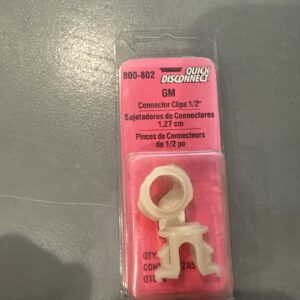 800-802
QUICK
DISCONNECT
GM
Connector Clips 1/2"
Sujetadores de Conectores
1,27 cm
Pinces de Connecteurs
de 1/2 po
QTY